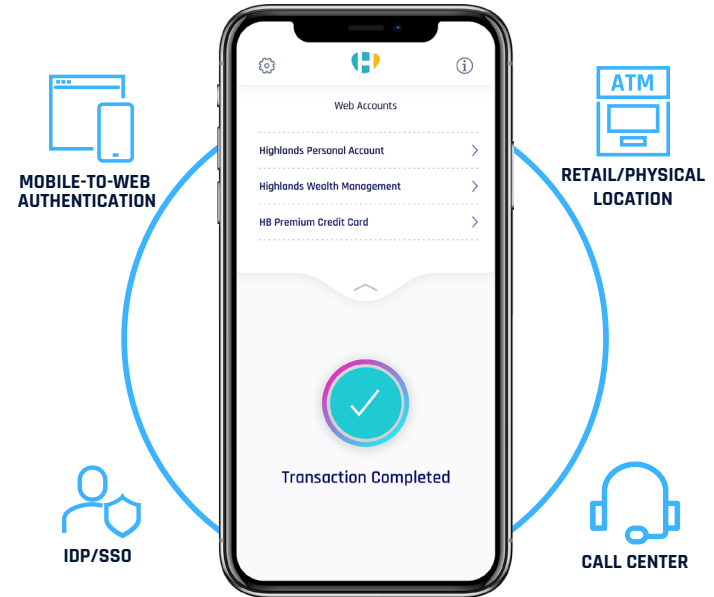 Web Accounts
Highlands Personal Account
Highlands Wealth Management
HB Premium Credit Card
Transaction Completed
MOBILE-TO-WEB
AUTHENTICATION
ATM
RETAIL/PHYSICAL
LOCATION
IDP/SSO
CALL CENTER